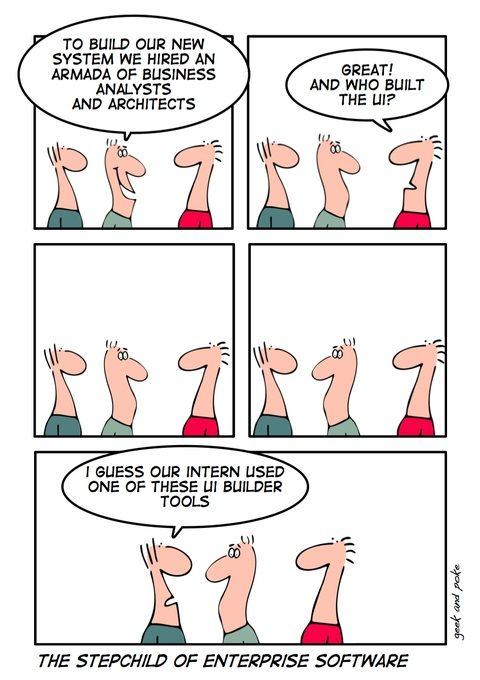 TO BUILD OUR NEW
SYSTEM WE HIRED AN
ARMADA OF BUSINESS
ANALYSTS
AND ARCHITECTS
GREAT!
AND WHO BUILT
THE UI?
I GUESS OUR INTERN USED
ONE OF THESE UI BUILDER
TOOLS
geek and poke
THE STEPCHILD OF ENTERPRISE SOFTWARE